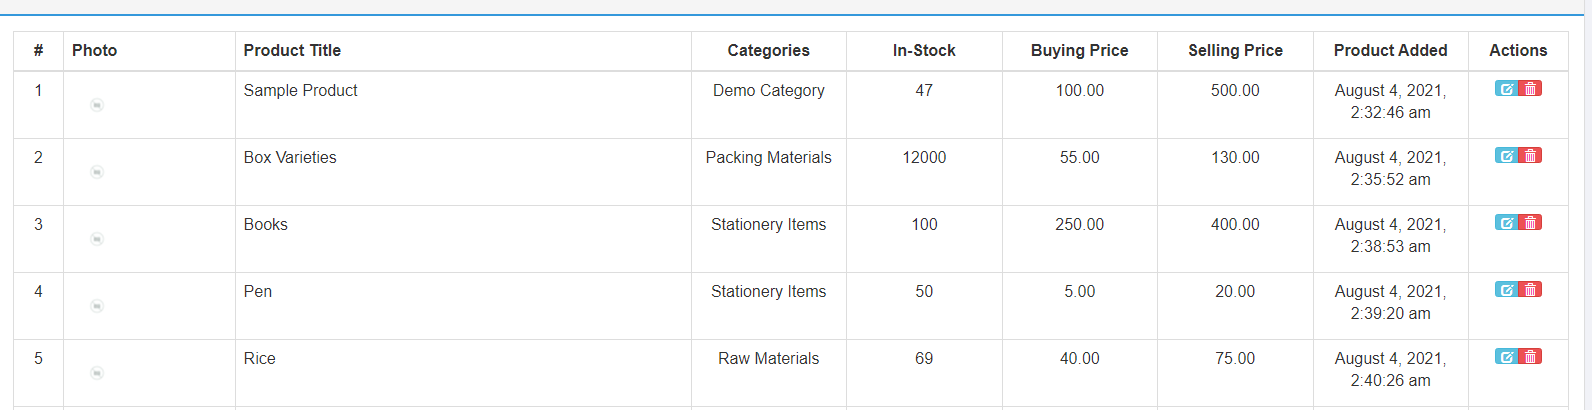 # Photo Product Title Categories In-Stock Buying Price Selling Price Product Added Actions
1 Sample Product Demo Category 47 100.00 500.00 August 4, 2021,
2:32:46 am
2 Box Varieties Packing Materials 12000 55.00 130.00 August 4, 2021,
2:35:52 am
3 Books Stationery Items 100 250.00 400.00 August 4, 2021,
2:38:53 am
4 Pen Stationery Items 50 5.00 20.00 August 4, 2021,
2:39:20 am
5 Rice Raw Materials 69 40.00 75.00 August 4, 2021,
2:40:26 am